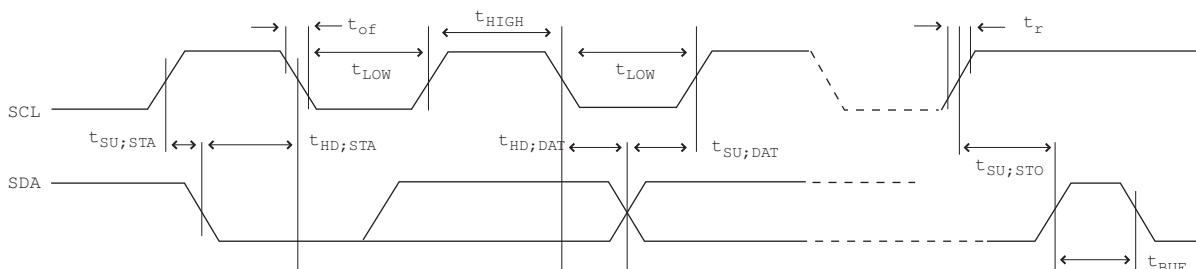 t_of
t_HIGH
t_r
t_LOW
t_LOW
SCL
t_SU;STA
t_HD;STA
t_HD;DAT
t_SU;DAT
t_SU;STO
SDA
t_BUF